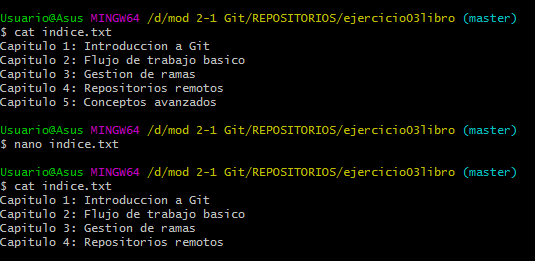 Usuario@Asus MINGW64 /d/mod 2-1 Git/REPOSITORIOS/ejercicio03libro (master)
$ cat indice.txt
Capitulo 1: Introduccion a Git
Capitulo 2: Flujo de trabajo basico
Capitulo 3: Gestion de ramas
Capitulo 4: Repositorios remotos
Capitulo 5: Conceptos avanzados
Usuario@Asus MINGW64 /d/mod 2-1 Git/REPOSITORIOS/ejercicio03libro (master)
$ nano indice.txt
Usuario@Asus MINGW64 /d/mod 2-1 Git/REPOSITORIOS/ejercicio03libro (master)
$ cat indice.txt
Capitulo 1: Introduccion a Git
Capitulo 2: Flujo de trabajo basico
Capitulo 3: Gestion de ramas
Capitulo 4: Repositorios remotos